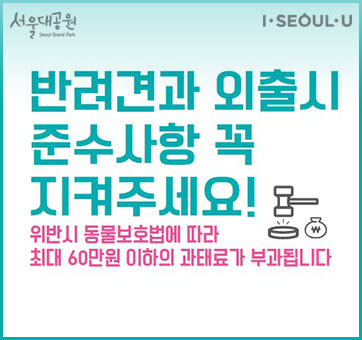 서울대공원
Seoul Grand Park
I·SEOUL·U
반려견과 외출시
준수사항 꼭
지켜주세요!
위반시 동물보호법에 따라
최대 60만원 이하의 과태료가 부과됩니다
₩